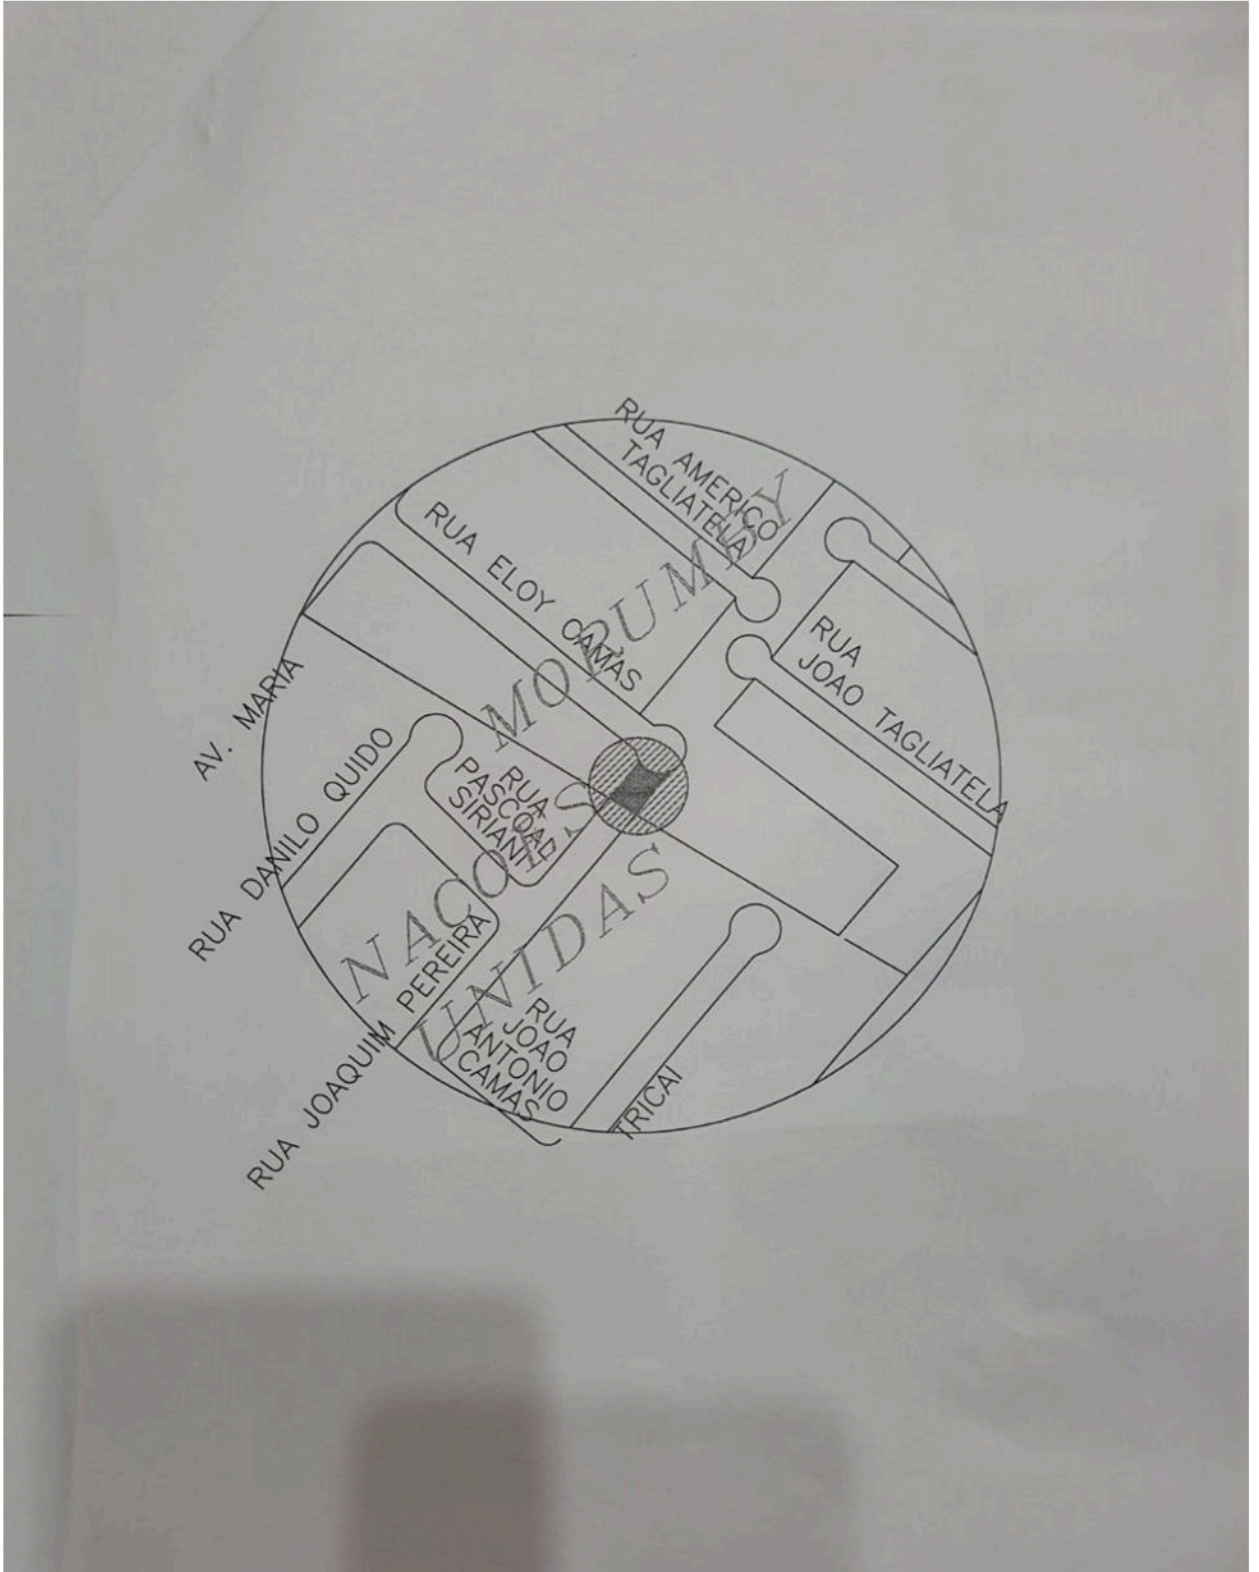 RUA AMERICO
TAGLIATELA
MORUMBY
RUA ELOY CAMAS
RUA
JOAO TAGLIATELA
AV. MARIA
RUA DANILO QUIDO
RUA
PASCOAL
SIRIANI
NACOES
UNIDAS
RUA JOAQUIM PEREIRA
RUA
JOAO
ANTONIO
CAMAS
TRICAI